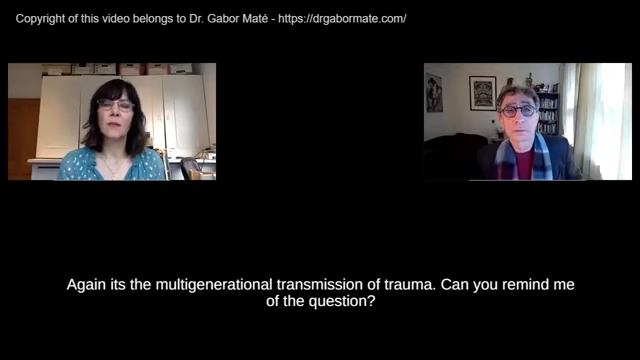 Copyright of this video belongs to Dr. Gabor Maté - https://drgabormate.com/
Again its the multigenerational transmission of trauma. Can you remind me
of the question?